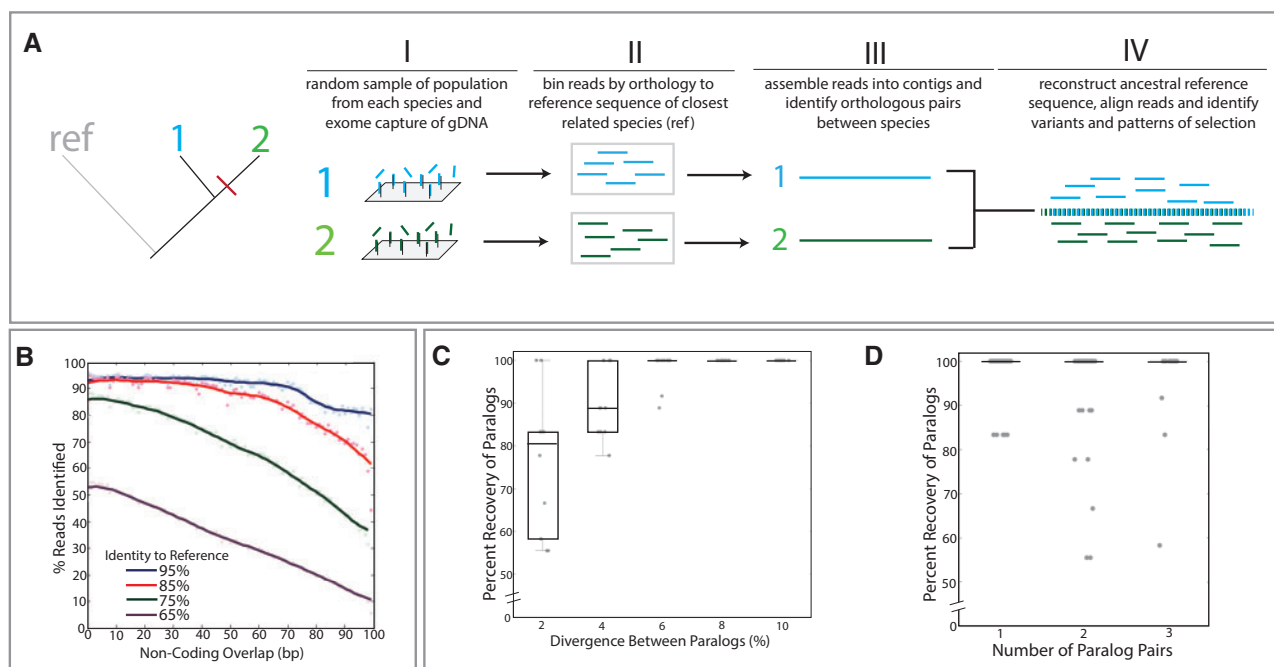 A
I
II
III
IV
random sample of population
from each species and
exome capture of gDNA
bin reads by orthology to
reference sequence of closest
related species (ref)
assemble reads into contigs and
identify orthologous pairs
between species
reconstruct ancestral reference
sequence, align reads and identify
variants and patterns of selection
ref
1
2
1
2
1
2
B
% Reads Identified
100
90
80
70
60
50
40
30
20
10
0
Identity to Reference
95%
85%
75%
65%
0
10
20
30
40
50
60
70
80
90
100
Non-Coding Overlap (bp)
C
Percent Recovery of Paralogs
100
90
80
70
60
50
0
2
4
6
8
10
Divergence Between Paralogs (%)
D
Percent Recovery of Paralogs
100
90
80
70
60
50
0
1
2
3
Number of Paralog Pairs